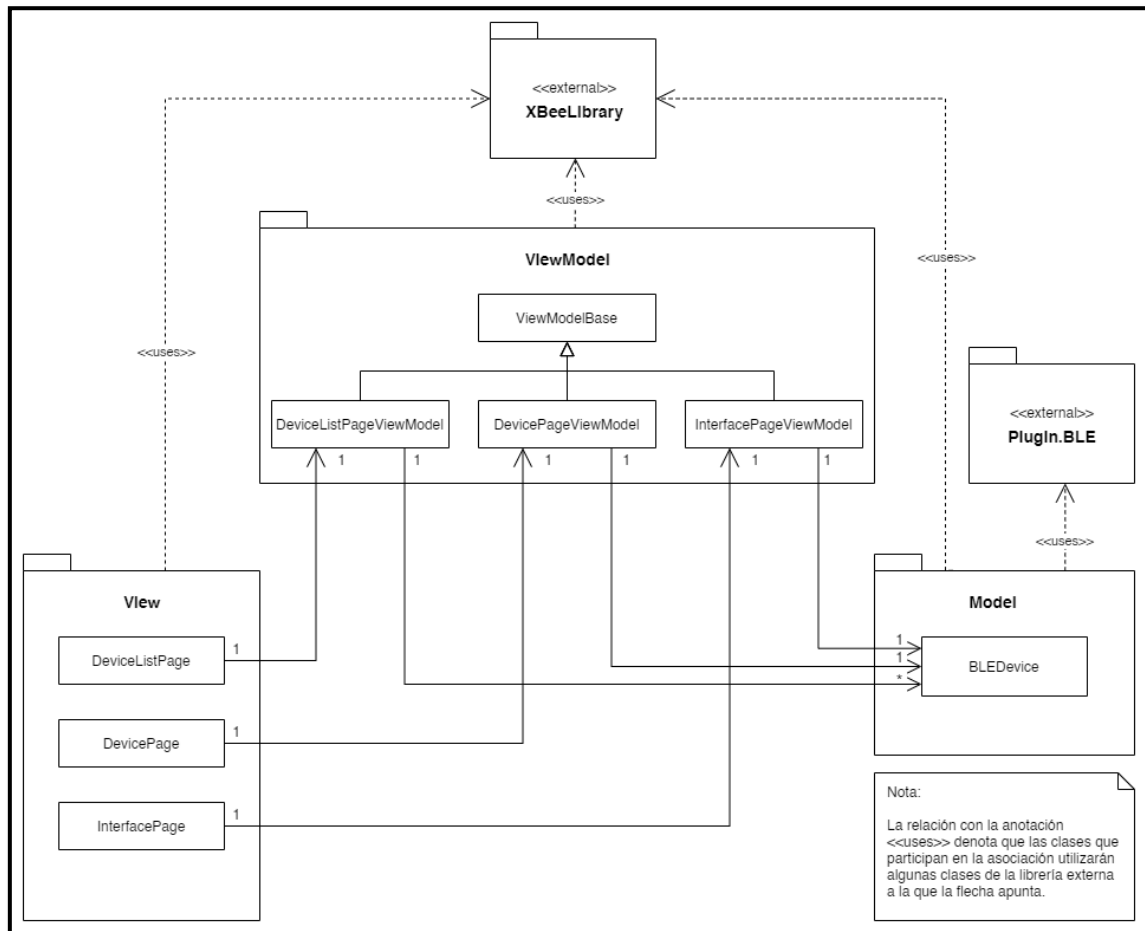 <<external>>
XBeeLibrary
<<uses>>
ViewModel
<<uses>>
ViewModelBase
<<uses>>
<<external>>
Plugin.BLE
DeviceListPageViewModel
DevicePageViewModel
InterfacePageViewModel
1 1 1 1 1 1
<<uses>>
View
Model
DeviceListPage
1
1
BLEDevice
1
*
DevicePage
1
InterfacePage
1
Nota:
La relación con la anotación
<<uses>> denota que las clases que
participan en la asociación utilizarán
algunas clases de la librería externa
a la que la flecha apunta.